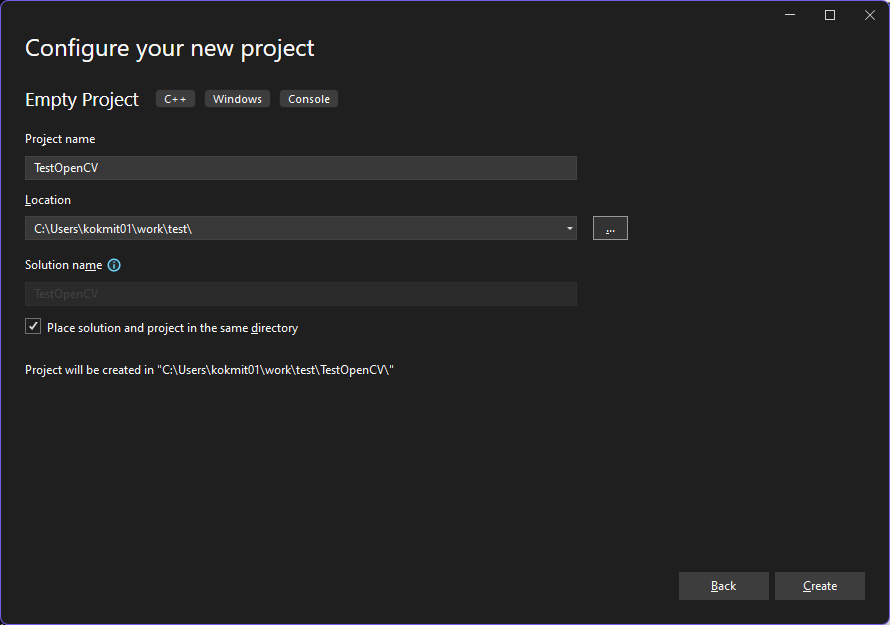 Configure your new project
Empty Project C++ Windows Console
Project name
TestOpenCV
Location
C:\Users\kokmit01\work\test\
...
Solution name
TestOpenCV
Place solution and project in the same directory
Project will be created in "C:\Users\kokmit01\work\test\TestOpenCV\"
Back Create